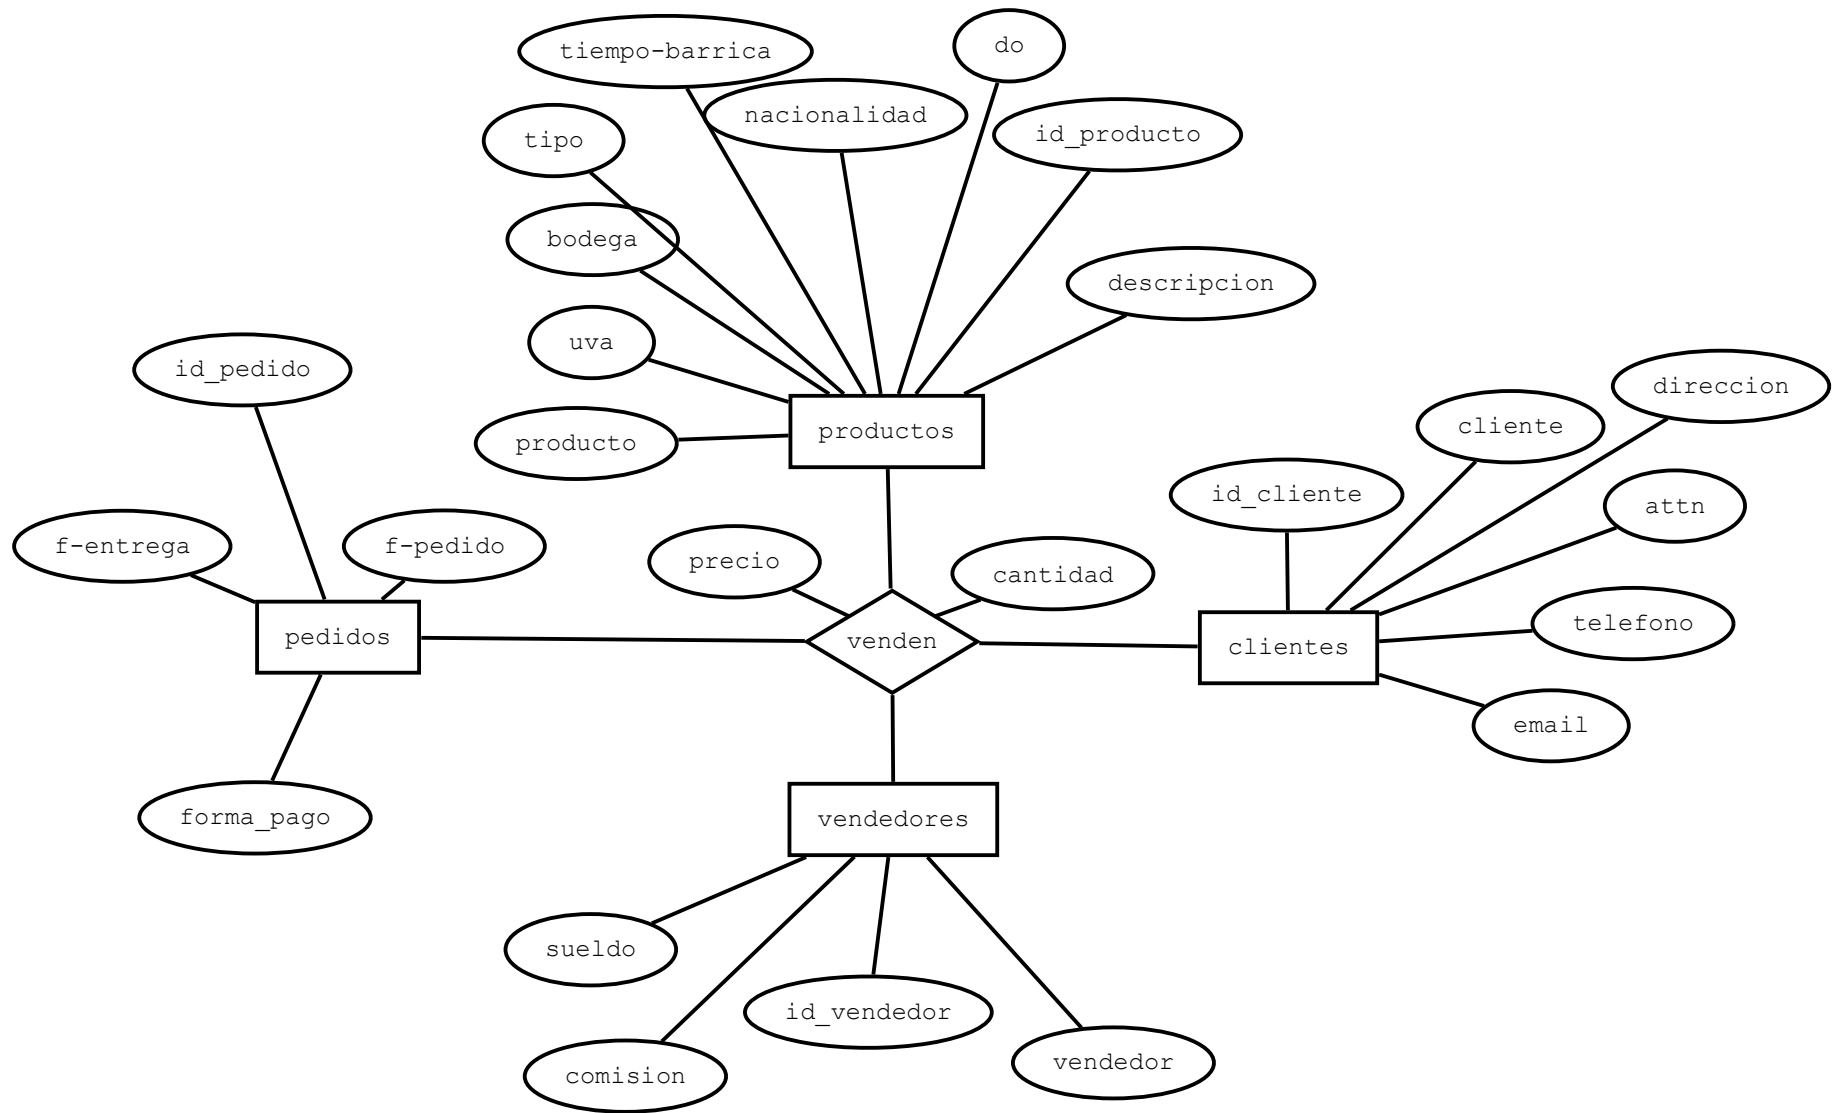 do
tiempo-barrica
nacionalidad
id_producto
tipo
bodega
descripcion
uva
id_pedido
direccion
cliente
productos
producto
id_cliente
attn
f-entrega
f-pedido
precio
cantidad
telefono
pedidos
venden
clientes
email
forma_pago
vendedores
sueldo
id_vendedor
vendedor
comision